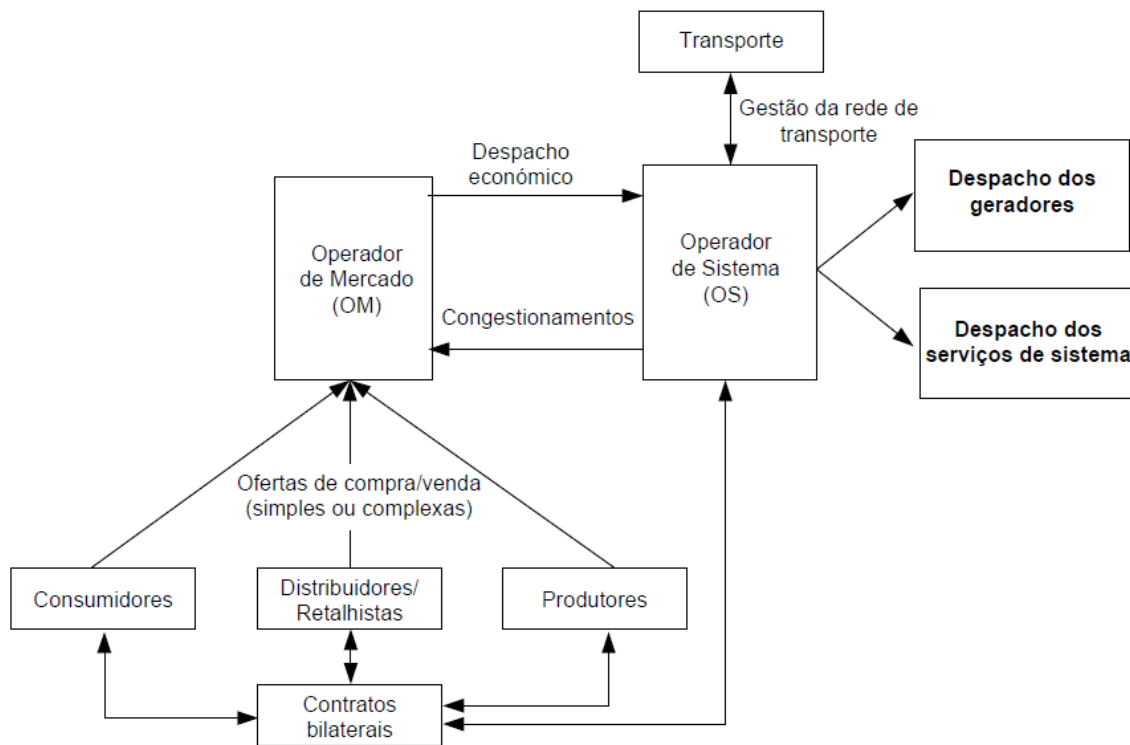 Transporte
Gestão da rede de
transporte
Despacho
económico
Operador
de Mercado
(OM)
Operador
de Sistema
(OS)
Despacho dos
geradores
Congestionamentos
Despacho dos
serviços de sistema
Ofertas de compra/venda
(simples ou complexas)
Consumidores
Distribuidores/
Retalhistas
Produtores
Contratos
bilaterais